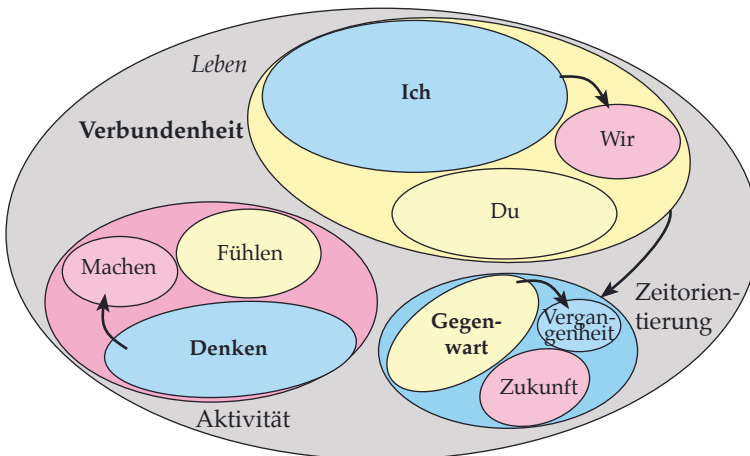 Leben
Ich
Verbundenheit
Wir
Du
Fühlen
Machen
Denken
Aktivität
Gegen-
wart
Vergan-
genheit
Zukunft
Zeitorien-
tierung